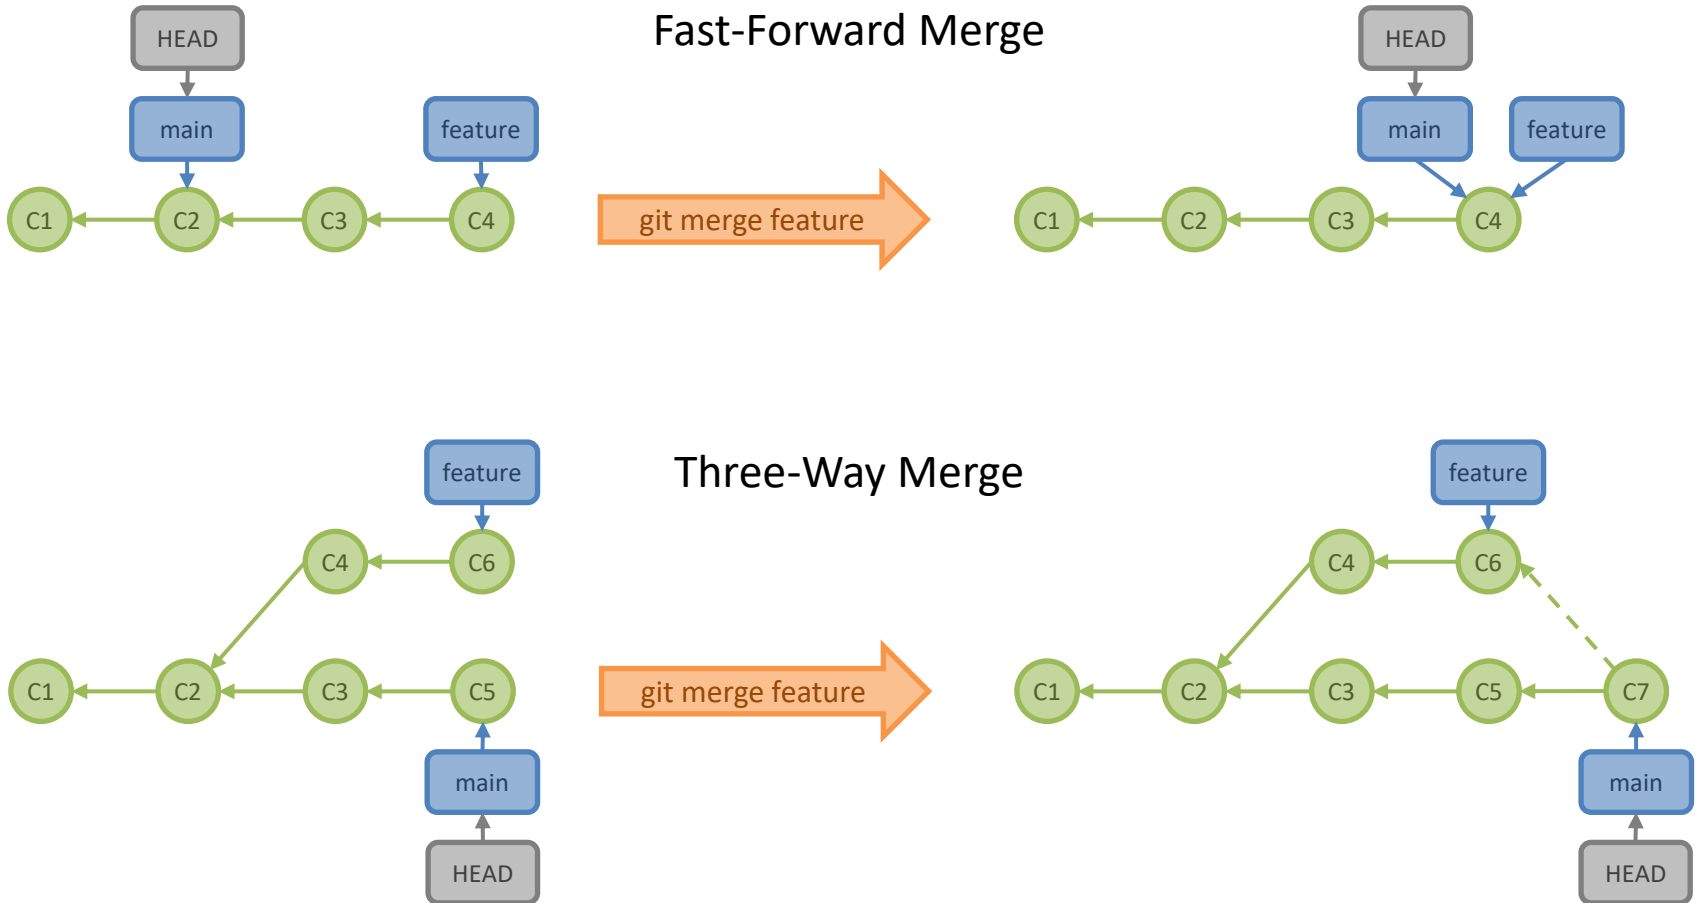 Fast-Forward Merge
HEAD
main
feature
C1
C2
C3
C4
git merge feature
HEAD
main
feature
C1
C2
C3
C4
Three-Way Merge
feature
C4
C6
C1
C2
C3
C5
main
HEAD
git merge feature
feature
C4
C6
C1
C2
C3
C5
C7
main
HEAD